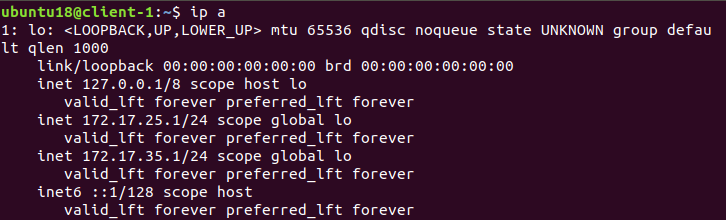 ubuntu18@client-1:~$ ip a
1: lo: <LOOPBACK,UP,LOWER_UP> mtu 65536 qdisc noqueue state UNKNOWN group defau
lt qlen 1000
    link/loopback 00:00:00:00:00:00 brd 00:00:00:00:00:00
    inet 127.0.0.1/8 scope host lo
       valid_lft forever preferred_lft forever
    inet 172.17.25.1/24 scope global lo
       valid_lft forever preferred_lft forever
    inet 172.17.35.1/24 scope global lo
       valid_lft forever preferred_lft forever
    inet6 ::1/128 scope host
       valid_lft forever preferred_lft forever